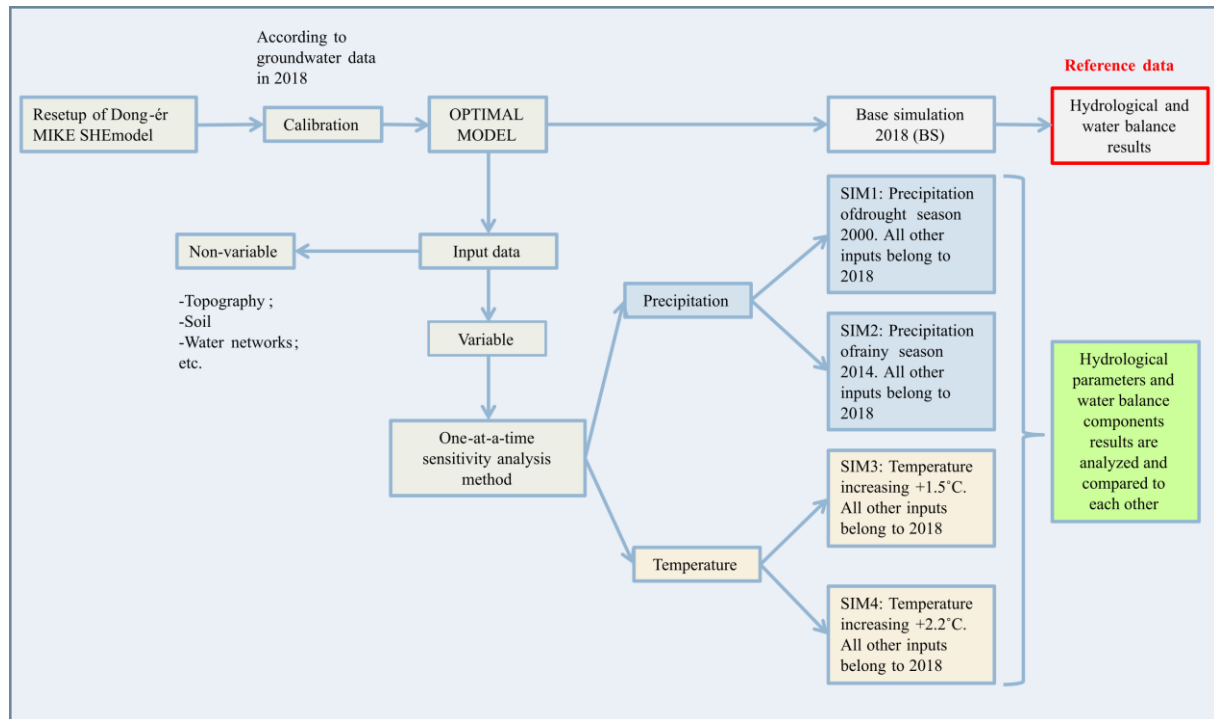 According to
groundwater data
in 2018
Reference data
Resetup of Dong-ér
MIKE SHEmodel
Calibration
OPTIMAL
MODEL
Base simulation
2018 (BS)
Hydrological and
water balance
results
SIM1: Precipitation
ofdrought season
2000. All other
inputs belong to
2018
Non-variable
Input data
-Topography ;
-Soil
-Water networks;
etc.
Precipitation
Variable
SIM2: Precipitation
ofrainy season
2014. All other
inputs belong to
2018
Hydrological
parameters and
water balance
components
results are
analyzed and
compared to
each other
One-at-a-time
sensitivity analysis
method
SIM3: Temperature
increasing +1.5˚C.
All other inputs
belong to 2018
Temperature
SIM4: Temperature
increasing +2.2˚C.
All other inputs
belong to 2018